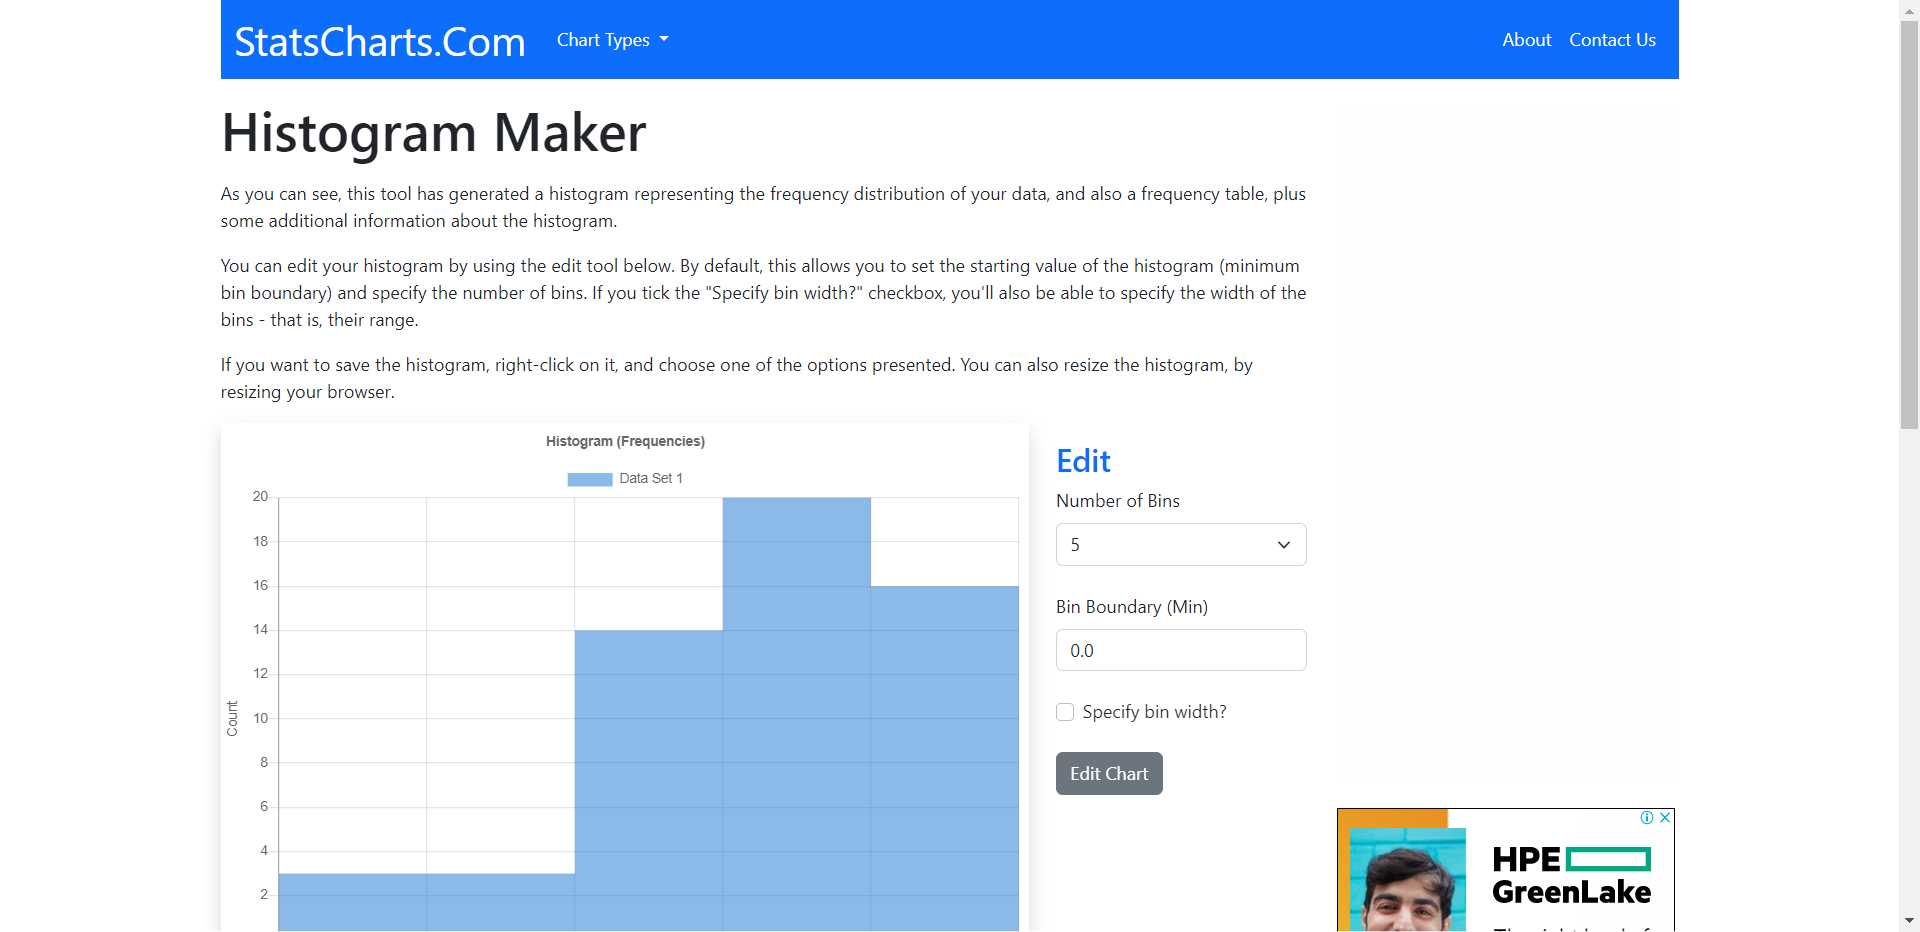 StatsCharts.Com
Chart Types
About
Contact Us
Histogram Maker
As you can see, this tool has generated a histogram representing the frequency distribution of your data, and also a frequency table, plus
some additional information about the histogram.
You can edit your histogram by using the edit tool below. By default, this allows you to set the starting value of the histogram (minimum
bin boundary) and specify the number of bins. If you tick the "Specify bin width?" checkbox, you'll also be able to specify the width of the
bins - that is, their range.
If you want to save the histogram, right-click on it, and choose one of the options presented. You can also resize the histogram, by
resizing your browser.
Histogram (Frequencies)
Data Set 1
20
18
16
14
12
10
8
6
4
2
Count
Edit
Number of Bins
5
Bin Boundary (Min)
0.0
Specify bin width?
Edit Chart
HPE
GreenLake